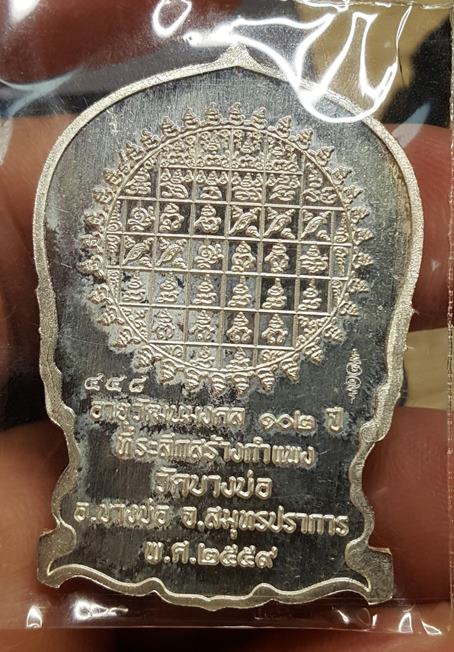 ๔๕๘
อายุวัฒนมงคล ๑๐๒ ปี
ที่ระลึกสร้างกำแพง
วัดบางบ่อ
อ.บางบ่อ จ.สมุทรปราการ
พ.ศ.๒๕๕๙